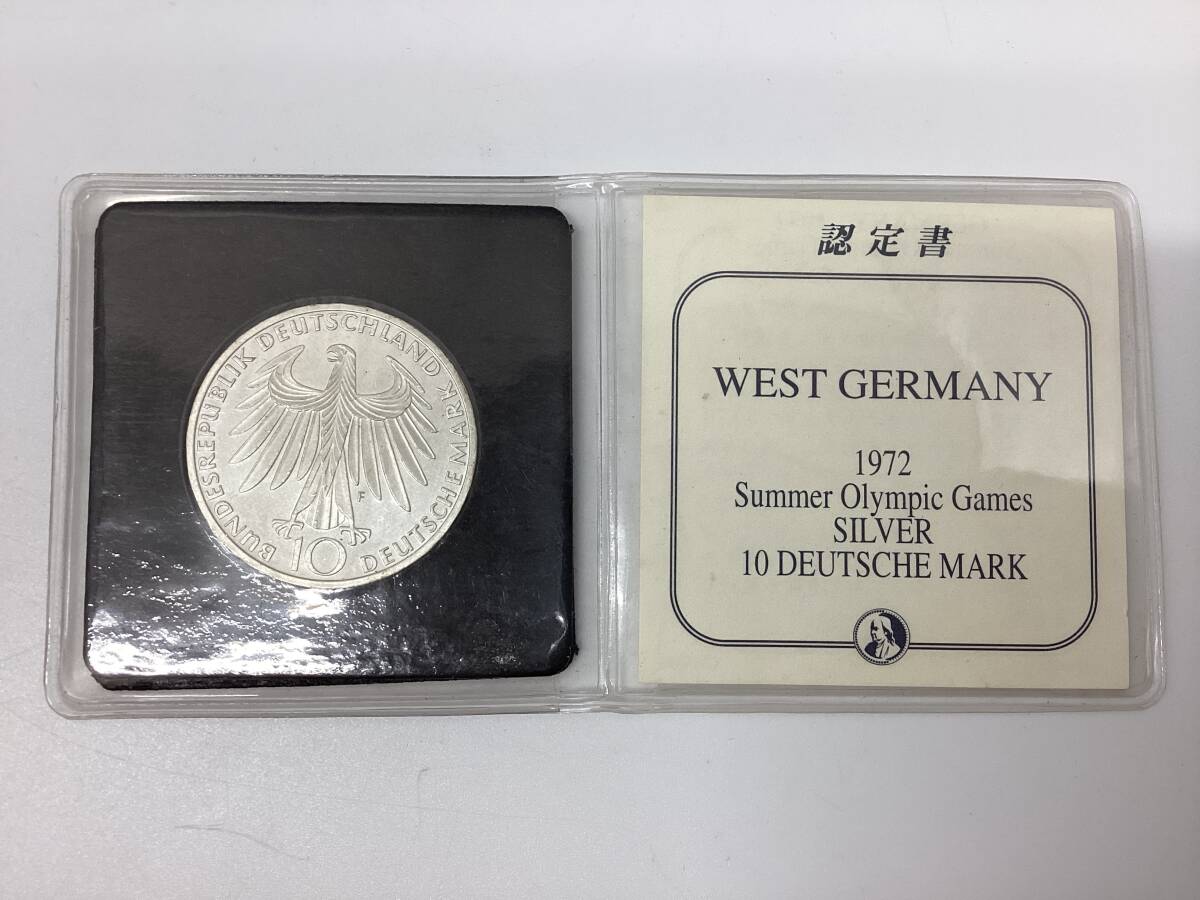 BUNDESREPUBLIK DEUTSCHLAND
10 DEUTSCHE MARK
F
認定書
WEST GERMANY
1972
Summer Olympic Games
SILVER
10 DEUTSCHE MARK